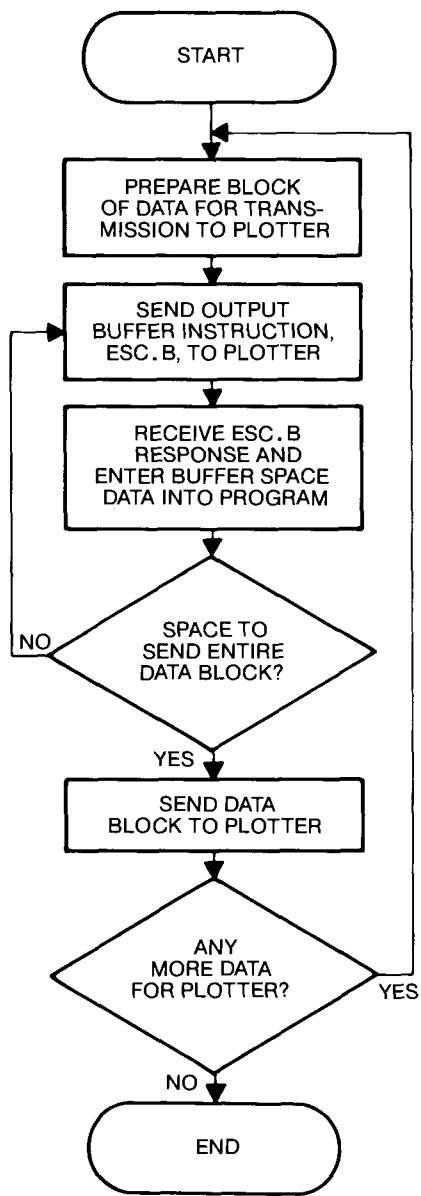 START
PREPARE BLOCK
OF DATA FOR TRANS-
MISSION TO PLOTTER
SEND OUTPUT
BUFFER INSTRUCTION,
ESC.B, TO PLOTTER
RECEIVE ESC.B
RESPONSE AND
ENTER BUFFER SPACE
DATA INTO PROGRAM
SPACE TO
SEND ENTIRE
DATA BLOCK?
NO
YES
SEND DATA
BLOCK TO PLOTTER
ANY
MORE DATA
FOR PLOTTER?
YES
NO
END